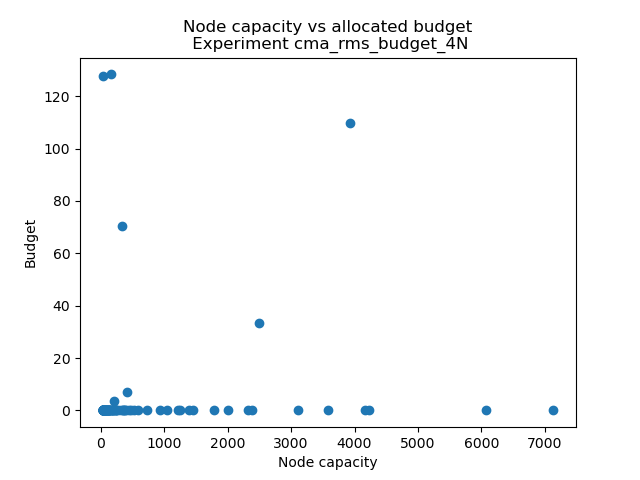 Node capacity vs allocated budget
Experiment cma_rms_budget_4N
120
100
80
60
40
20
0
Budget
0 1000 2000 3000 4000 5000 6000 7000
Node capacity